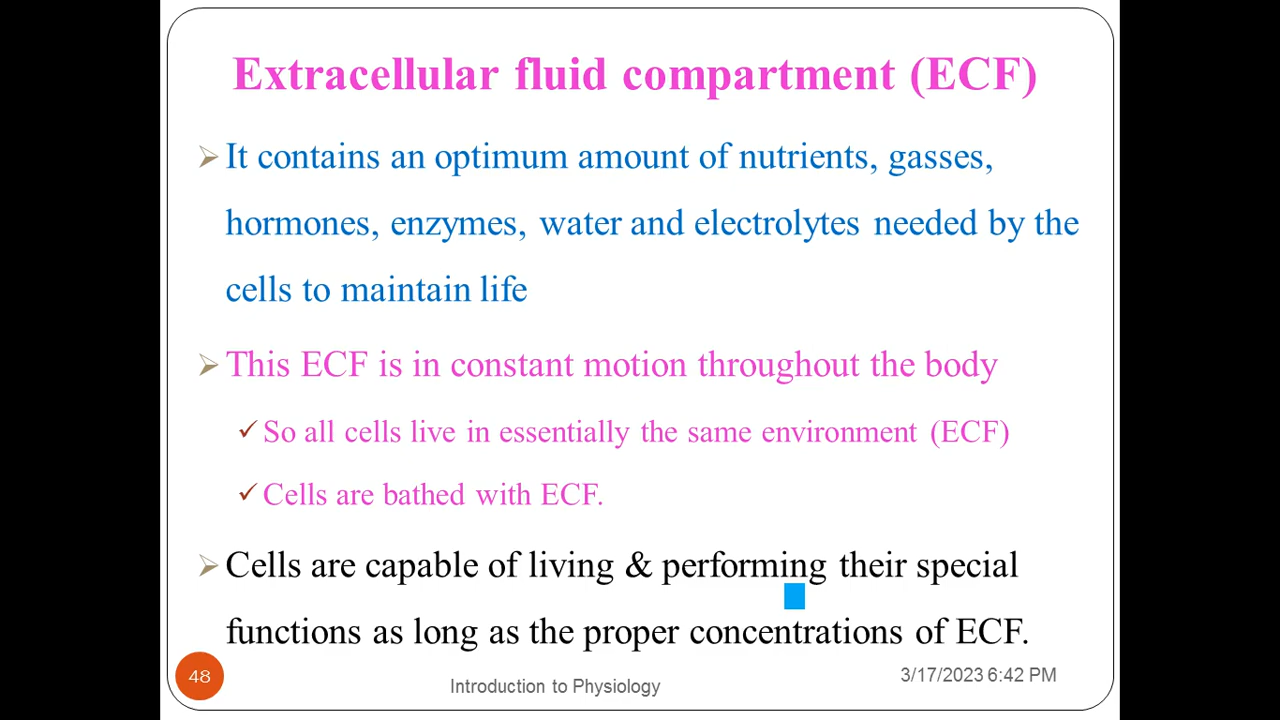 Extracellular fluid compartment (ECF)
It contains an optimum amount of nutrients, gasses,
hormones, enzymes, water and electrolytes needed by the
cells to maintain life
This ECF is in constant motion throughout the body
So all cells live in essentially the same environment (ECF)
Cells are bathed with ECF.
Cells are capable of living & performing their special
functions as long as the proper concentrations of ECF.
48
Introduction to Physiology
3/17/2023 6:42 PM